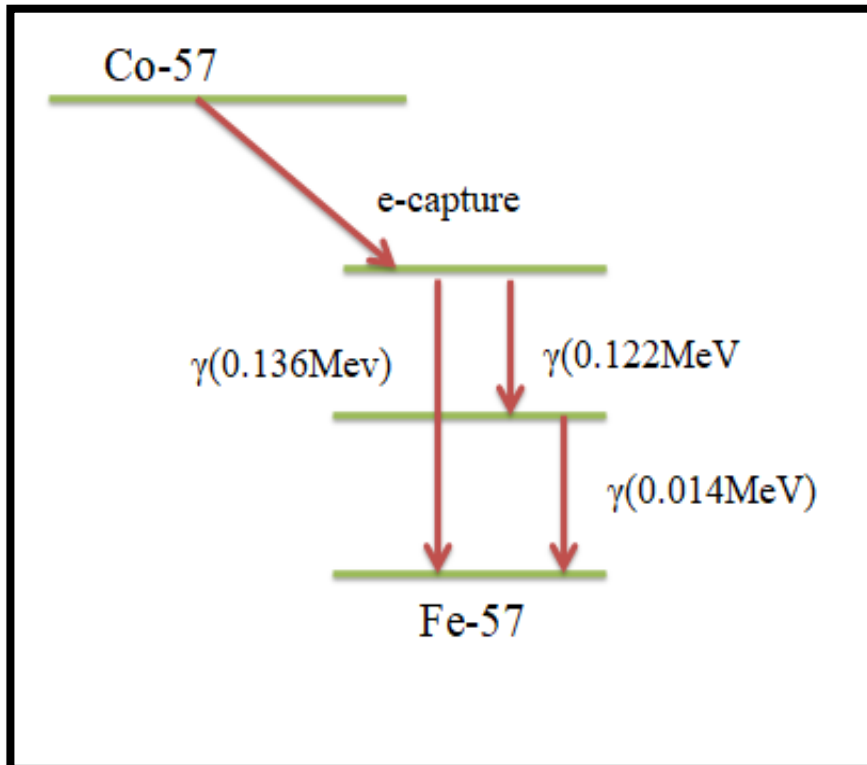 Co-57
e-capture
γ(0.136Mev)
γ(0.122MeV
γ(0.014MeV)
Fe-57